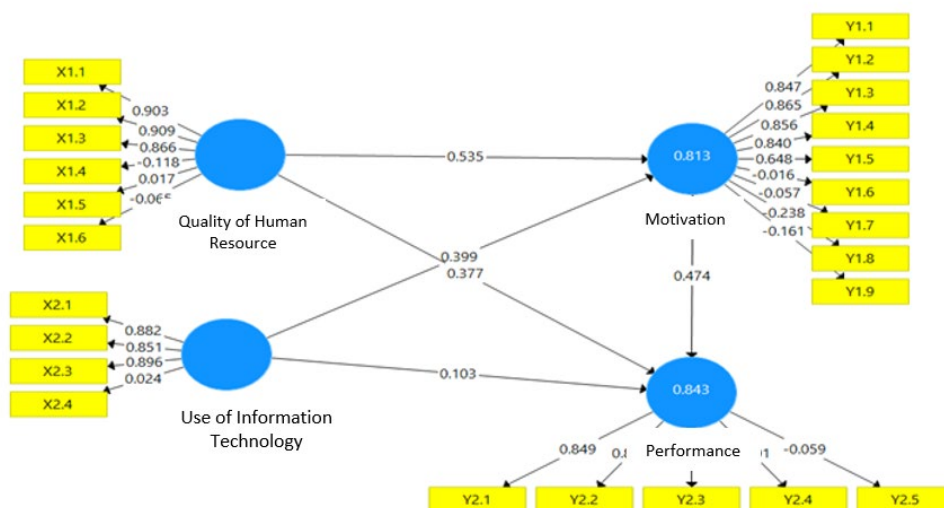 X1.1
X1.2
X1.3
X1.4
X1.5
X1.6
0.903
0.909
0.866
-0.118
0.017
Quality of Human
Resource
0.535
0.399
0.377
0.813
Motivation
0.847
0.865
0.856
0.840
0.648
-0.016
-0.057
-0.238
-0.161
Y1.1
Y1.2
Y1.3
Y1.4
Y1.5
Y1.6
Y1.7
Y1.8
Y1.9
0.474
X2.1
X2.2
X2.3
X2.4
0.882
0.851
0.896
0.024
Use of Information
Technology
0.103
0.843
Performance
0.849
-0.059
Y2.1
Y2.2
Y2.3
Y2.4
Y2.5